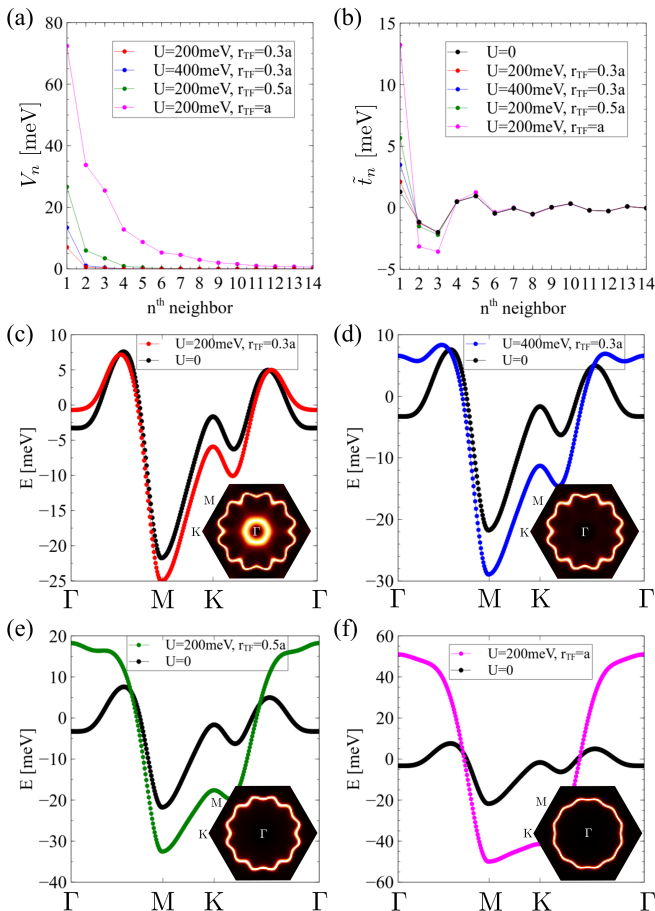 (a)
V_n [meV]
80
60
40
20
0
U=200meV, r_TF=0.3a
U=400meV, r_TF=0.3a
U=200meV, r_TF=0.5a
U=200meV, r_TF=a
1 2 3 4 5 6 7 8 9 10 11 12 13 14
n^th neighbor
(b)
t̃_n [meV]
15
10
5
0
−5
U=0
U=200meV, r_TF=0.3a
U=400meV, r_TF=0.3a
U=200meV, r_TF=0.5a
U=200meV, r_TF=a
1 2 3 4 5 6 7 8 9 10 11 12 13 14
n^th neighbor
(c)
E [meV]
10
5
0
−5
−10
−15
−20
−25
U=200meV, r_TF=0.3a
U=0
M
K
Γ
Γ M K Γ
(d)
E [meV]
10
0
−10
−20
−30
U=400meV, r_TF=0.3a
U=0
M
K
Γ
Γ M K Γ
(e)
E [meV]
20
10
0
−10
−20
−30
−40
U=200meV, r_TF=0.5a
U=0
M
K
Γ
Γ M K Γ
(f)
E [meV]
60
40
20
0
−20
−40
−60
U=200meV, r_TF=a
U=0
M
K
Γ
Γ M K Γ